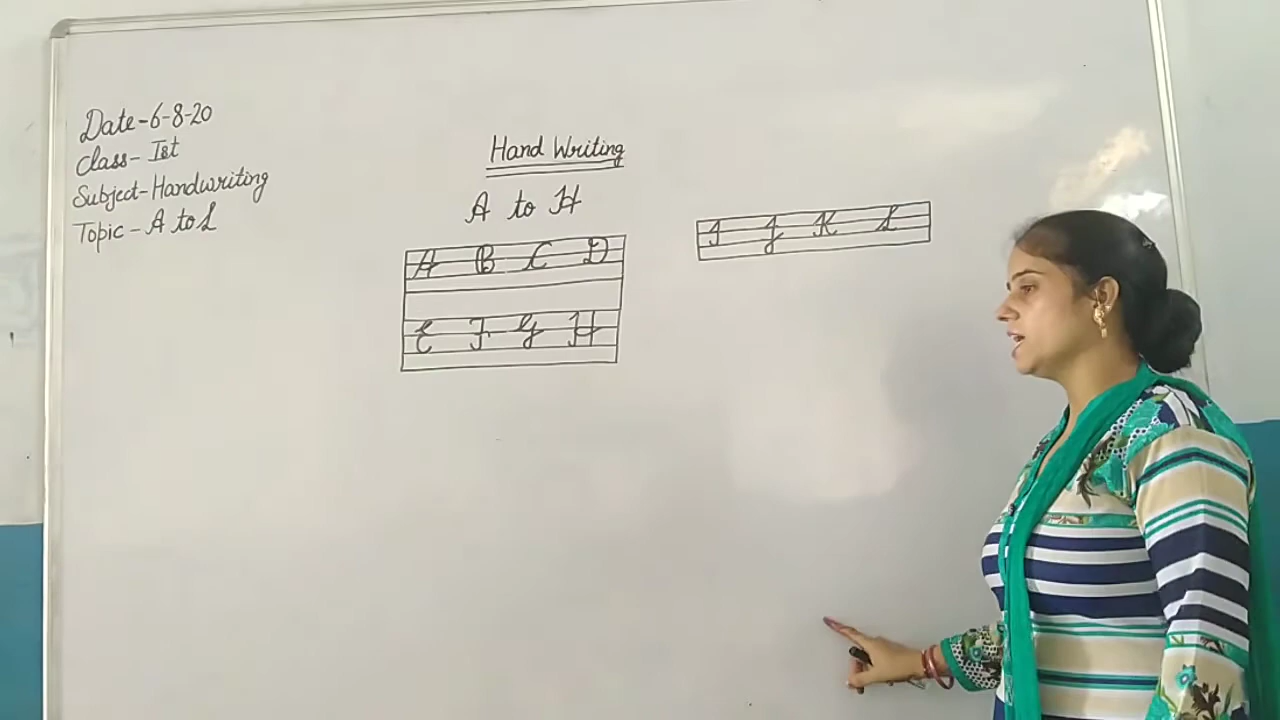 Date-6-8-20
Class- Ist
Subject-Handwriting
Topic - A to L
Hand Writing
A to H
A B C D
E F G H
I J K L